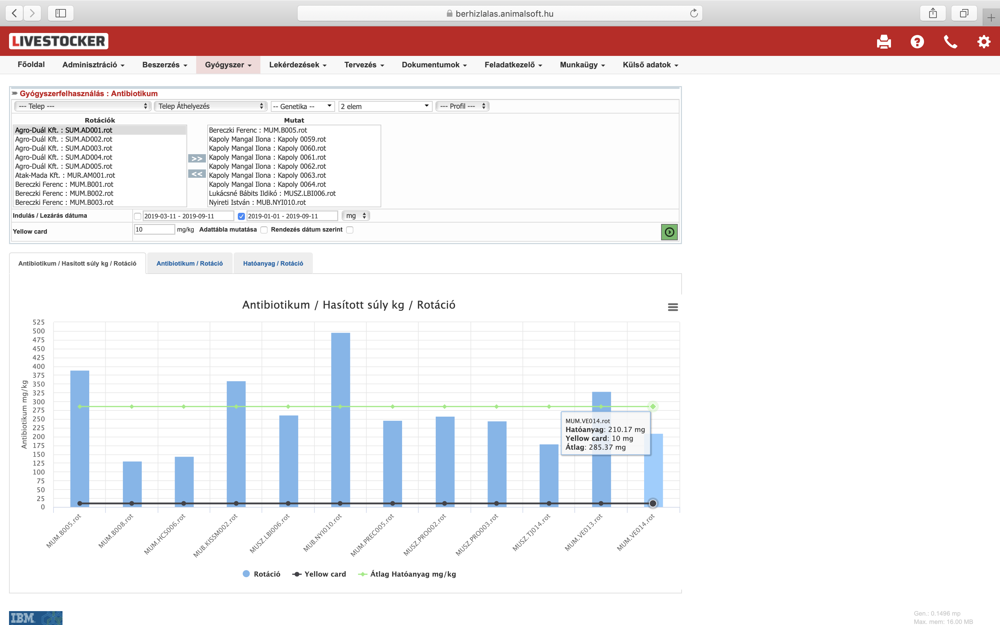 berhizlalas.animalsoft.hu
LIVESTOCKER
Főoldal Adminisztráció Beszerzés Gyógyszer Lekérdezések Tervezés Dokumentumok Feladatkezelő Munkaügy Külső adatok
Gyógyszerfelhasználás : Antibiotikum
--- Telep --- Telep Áthelyezés -- Genetika -- 2 elem --- Profil ---
Rotációk
Agro-Duál Kft. : SUM.AD001.rot
Agro-Duál Kft. : SUM.AD002.rot
Agro-Duál Kft. : SUM.AD003.rot
Agro-Duál Kft. : SUM.AD004.rot
Agro-Duál Kft. : SUM.AD005.rot
Atak-Mada Kft. : MUR.AM001.rot
Bereczki Ferenc : MUM.B001.rot
Bereczki Ferenc : MUM.B002.rot
Bereczki Ferenc : MUM.B003.rot
>>
<<
Mutat
Bereczki Ferenc : MUM.B005.rot
Kapoly Mangal Ilona : Kapoly 0059.rot
Kapoly Mangal Ilona : Kapoly 0060.rot
Kapoly Mangal Ilona : Kapoly 0061.rot
Kapoly Mangal Ilona : Kapoly 0062.rot
Kapoly Mangal Ilona : Kapoly 0063.rot
Kapoly Mangal Ilona : Kapoly 0064.rot
Lukácsné Bábits Ildikó : MUSZ.LBI006.rot
Nyireti István : MUB.NYI010.rot
Indulás / Lezárás dátuma 2019-03-11 - 2019-09-11 2019-01-01 - 2019-09-11 mg
Yellow card 10 mg/kg Adattábla mutatása Rendezés dátum szerint
Antibiotikum / Hasított súly kg / Rotáció Antibiotikum / Rotáció Hatóanyag / Rotáció
Antibiotikum / Hasított súly kg / Rotáció
Antibiotikum mg/kg
525
500
475
450
425
400
375
350
325
300
275
250
225
200
175
150
125
100
75
50
25
0
MUM.VE014.rot
Hatóanyag: 210.17 mg
Yellow card: 10 mg
Átlag: 285.37 mg
MUM.B005.rot
MUM.B008.rot
MUM.HCS006.rot
MUB.KISSM002.rot
MUSZ.LBI006.rot
MUB.NYI010.rot
MUM.PREC005.rot
MUSZ.PRO002.rot
MUSZ.PRO003.rot
MUSZ.TJ014.rot
MUM.VE013.rot
MUM.VE014.rot
Rotáció Yellow card Átlag Hatóanyag mg/kg
IBM
Gen.: 0.1496 mp
Max. mem: 16.00 MB